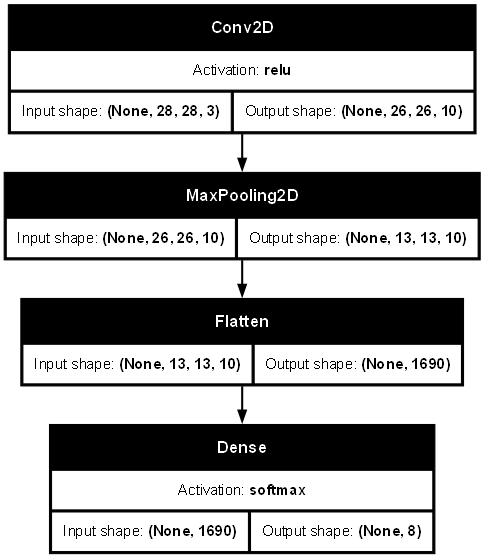 Conv2D
Activation: relu
Input shape: (None, 28, 28, 3) Output shape: (None, 26, 26, 10)
MaxPooling2D
Input shape: (None, 26, 26, 10) Output shape: (None, 13, 13, 10)
Flatten
Input shape: (None, 13, 13, 10) Output shape: (None, 1690)
Dense
Activation: softmax
Input shape: (None, 1690) Output shape: (None, 8)